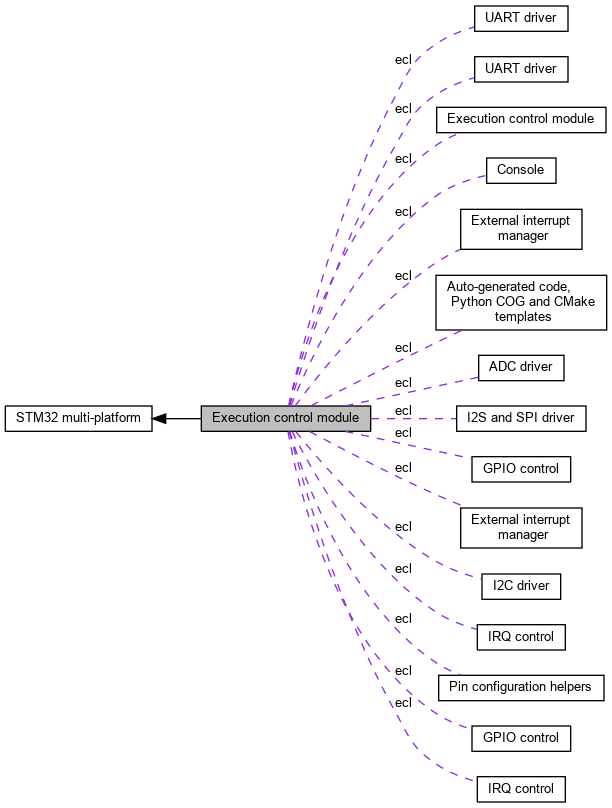 UART driver
ecl
UART driver
ecl
Execution control module
ecl
Console
ecl
External interrupt
manager
ecl
Auto-generated code,
Python COG and CMake
templates
ecl
ADC driver
ecl
STM32 multi-platform
Execution control module
ecl
I2S and SPI driver
ecl
GPIO control
ecl
External interrupt
manager
ecl
I2C driver
ecl
IRQ control
ecl
Pin configuration helpers
ecl
GPIO control
ecl
IRQ control